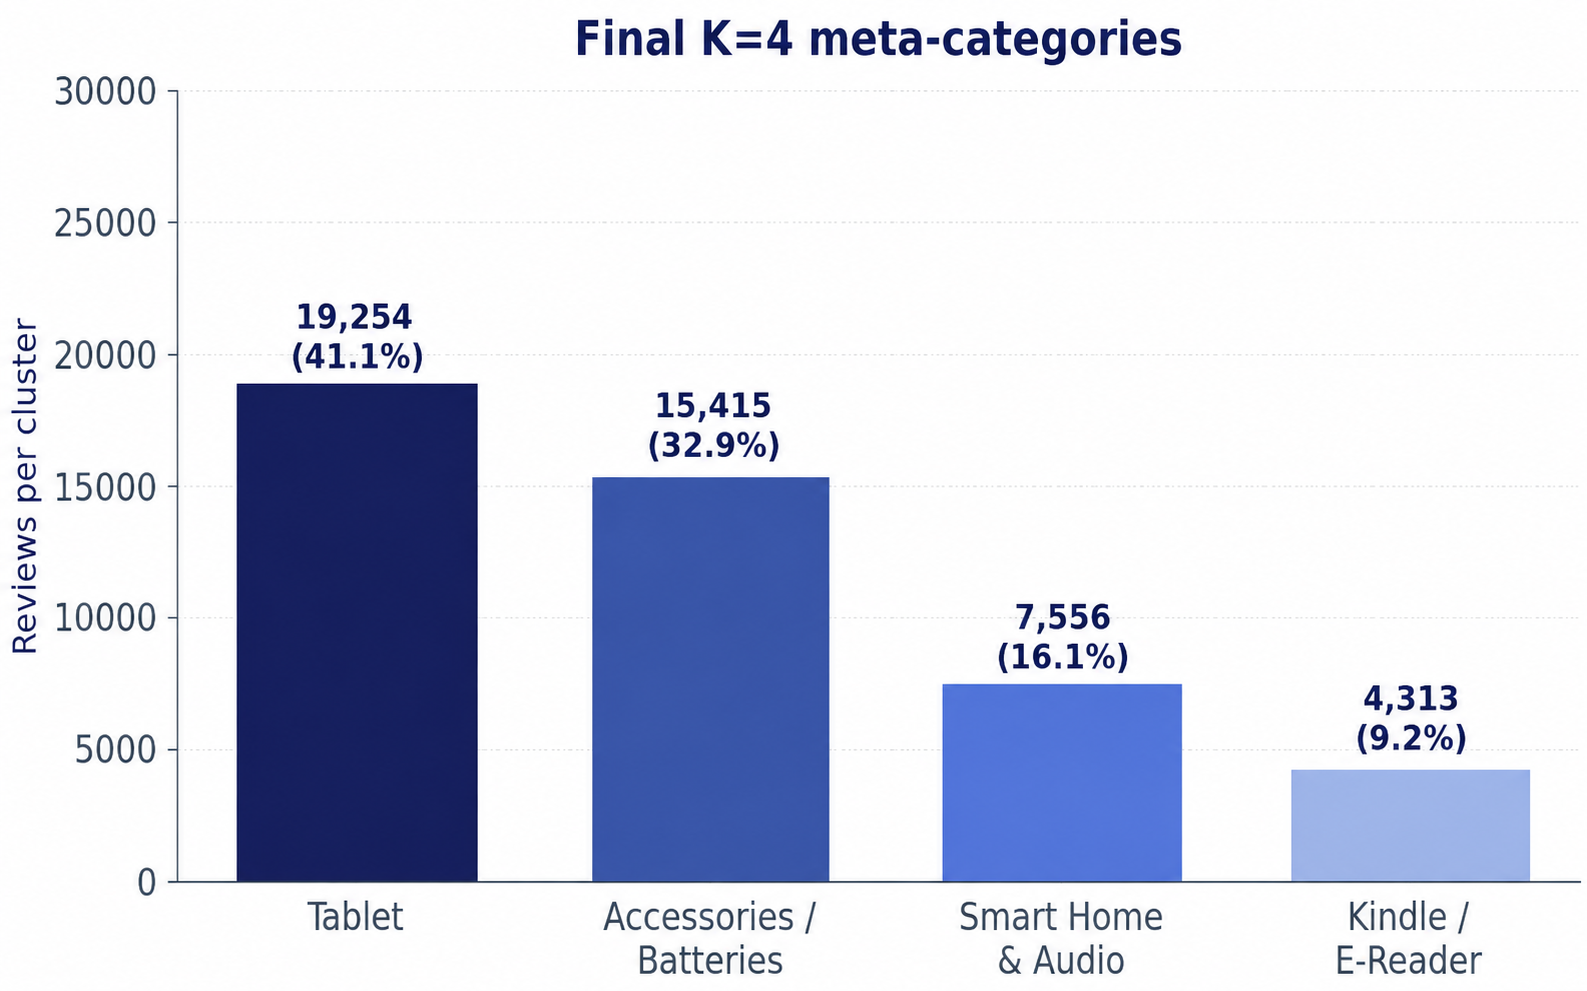 Final K=4 meta-categories
Reviews per cluster
30000
25000
20000
15000
10000
5000
0
19,254
(41.1%)
15,415
(32.9%)
7,556
(16.1%)
4,313
(9.2%)
Tablet
Accessories /
Batteries
Smart Home
& Audio
Kindle /
E-Reader